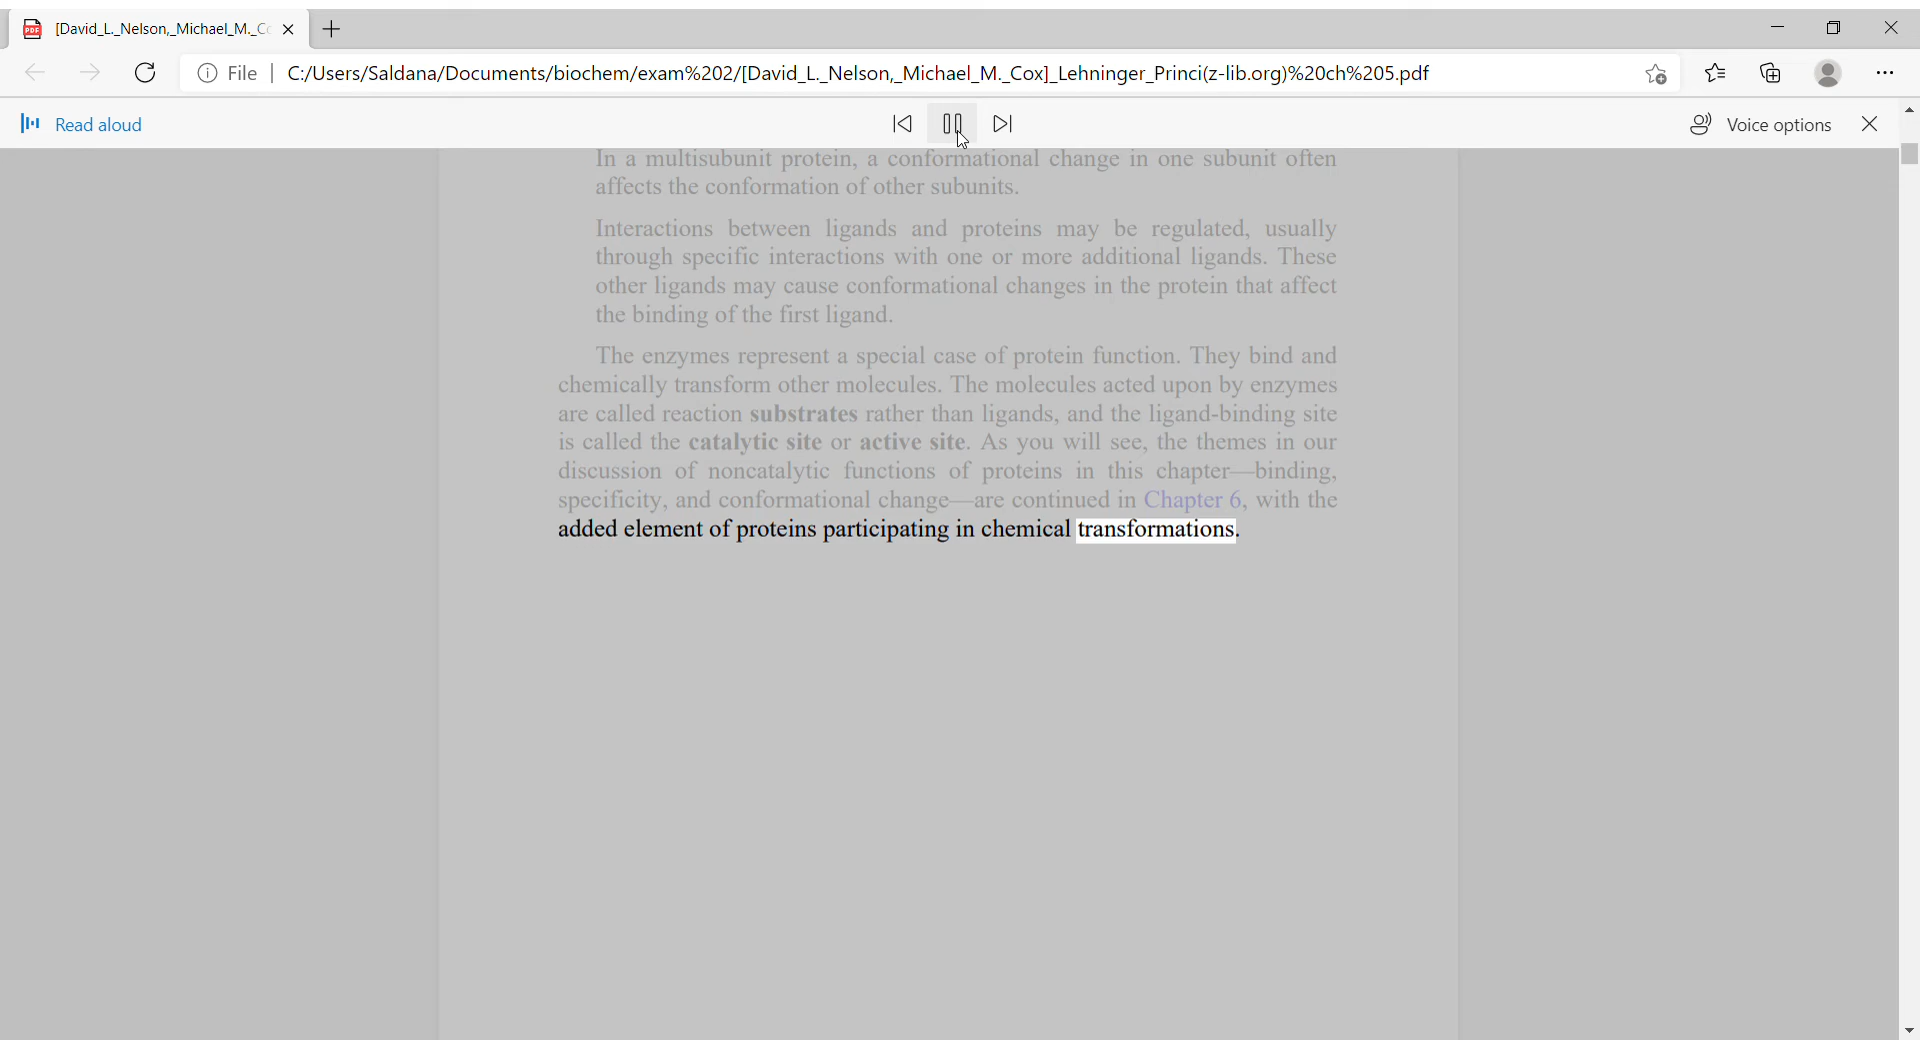 [David_L._Nelson,_Michael_M._Co
File
C:/Users/Saldana/Documents/biochem/exam%202/[David_L._Nelson,_Michael_M._Cox]_Lehninger_Princi(z-lib.org)%20ch%205.pdf
Read aloud
Voice options
In a multisubunit protein, a conformational change in one subunit often
affects the conformation of other subunits.
Interactions between ligands and proteins may be regulated, usually
through specific interactions with one or more additional ligands. These
other ligands may cause conformational changes in the protein that affect
the binding of the first ligand.
The enzymes represent a special case of protein function. They bind and
chemically transform other molecules. The molecules acted upon by enzymes
are called reaction substrates rather than ligands, and the ligand-binding site
is called the catalytic site or active site. As you will see, the themes in our
discussion of noncatalytic functions of proteins in this chapter—binding,
specificity, and conformational change—are continued in Chapter 6, with the
added element of proteins participating in chemical transformations.